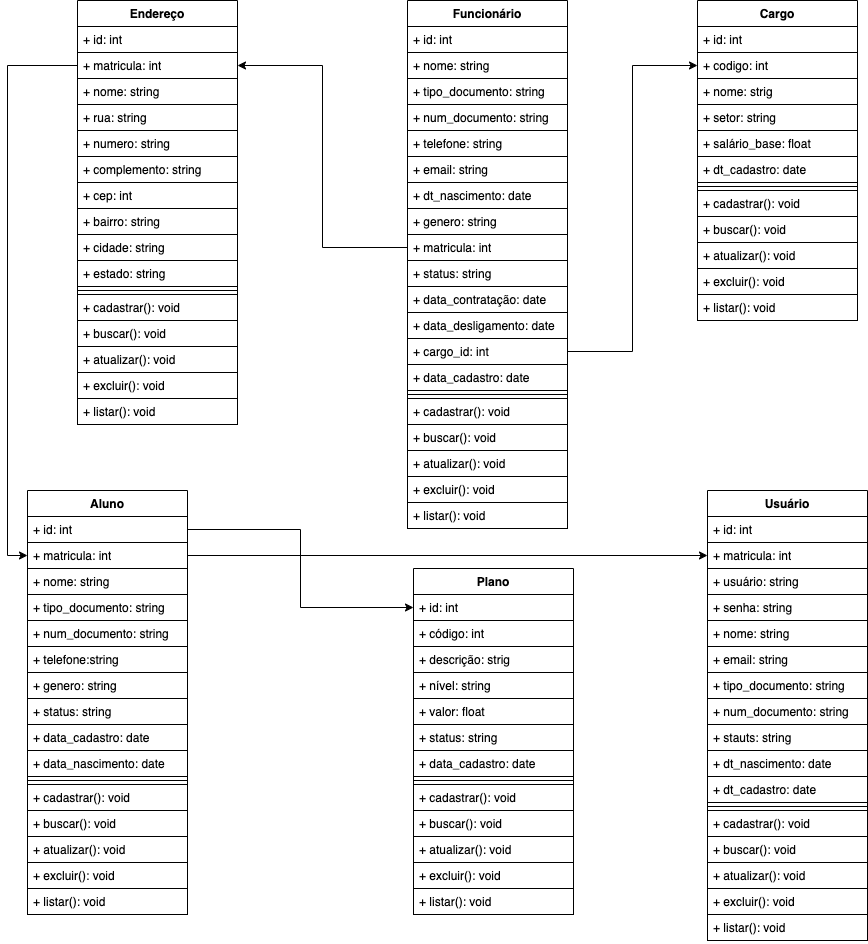 Endereço
+ id: int
+ matricula: int
+ nome: string
+ rua: string
+ numero: string
+ complemento: string
+ cep: int
+ bairro: string
+ cidade: string
+ estado: string
+ cadastrar(): void
+ buscar(): void
+ atualizar(): void
+ excluir(): void
+ listar(): void
Funcionário
+ id: int
+ nome: string
+ tipo_documento: string
+ num_documento: string
+ telefone: string
+ email: string
+ dt_nascimento: date
+ genero: string
+ matricula: int
+ status: string
+ data_contratação: date
+ data_desligamento: date
+ cargo_id: int
+ data_cadastro: date
+ cadastrar(): void
+ buscar(): void
+ atualizar(): void
+ excluir(): void
+ listar(): void
Cargo
+ id: int
+ codigo: int
+ nome: strig
+ setor: string
+ salário_base: float
+ dt_cadastro: date
+ cadastrar(): void
+ buscar(): void
+ atualizar(): void
+ excluir(): void
+ listar(): void
Aluno
+ id: int
+ matricula: int
+ nome: string
+ tipo_documento: string
+ num_documento: string
+ telefone:string
+ genero: string
+ status: string
+ data_cadastro: date
+ data_nascimento: date
+ cadastrar(): void
+ buscar(): void
+ atualizar(): void
+ excluir(): void
+ listar(): void
Plano
+ id: int
+ código: int
+ descrição: strig
+ nível: string
+ valor: float
+ status: string
+ data_cadastro: date
+ cadastrar(): void
+ buscar(): void
+ atualizar(): void
+ excluir(): void
+ listar(): void
Usuário
+ id: int
+ matricula: int
+ usuário: string
+ senha: string
+ nome: string
+ email: string
+ tipo_documento: string
+ num_documento: string
+ stauts: string
+ dt_nascimento: date
+ dt_cadastro: date
+ cadastrar(): void
+ buscar(): void
+ atualizar(): void
+ excluir(): void
+ listar(): void